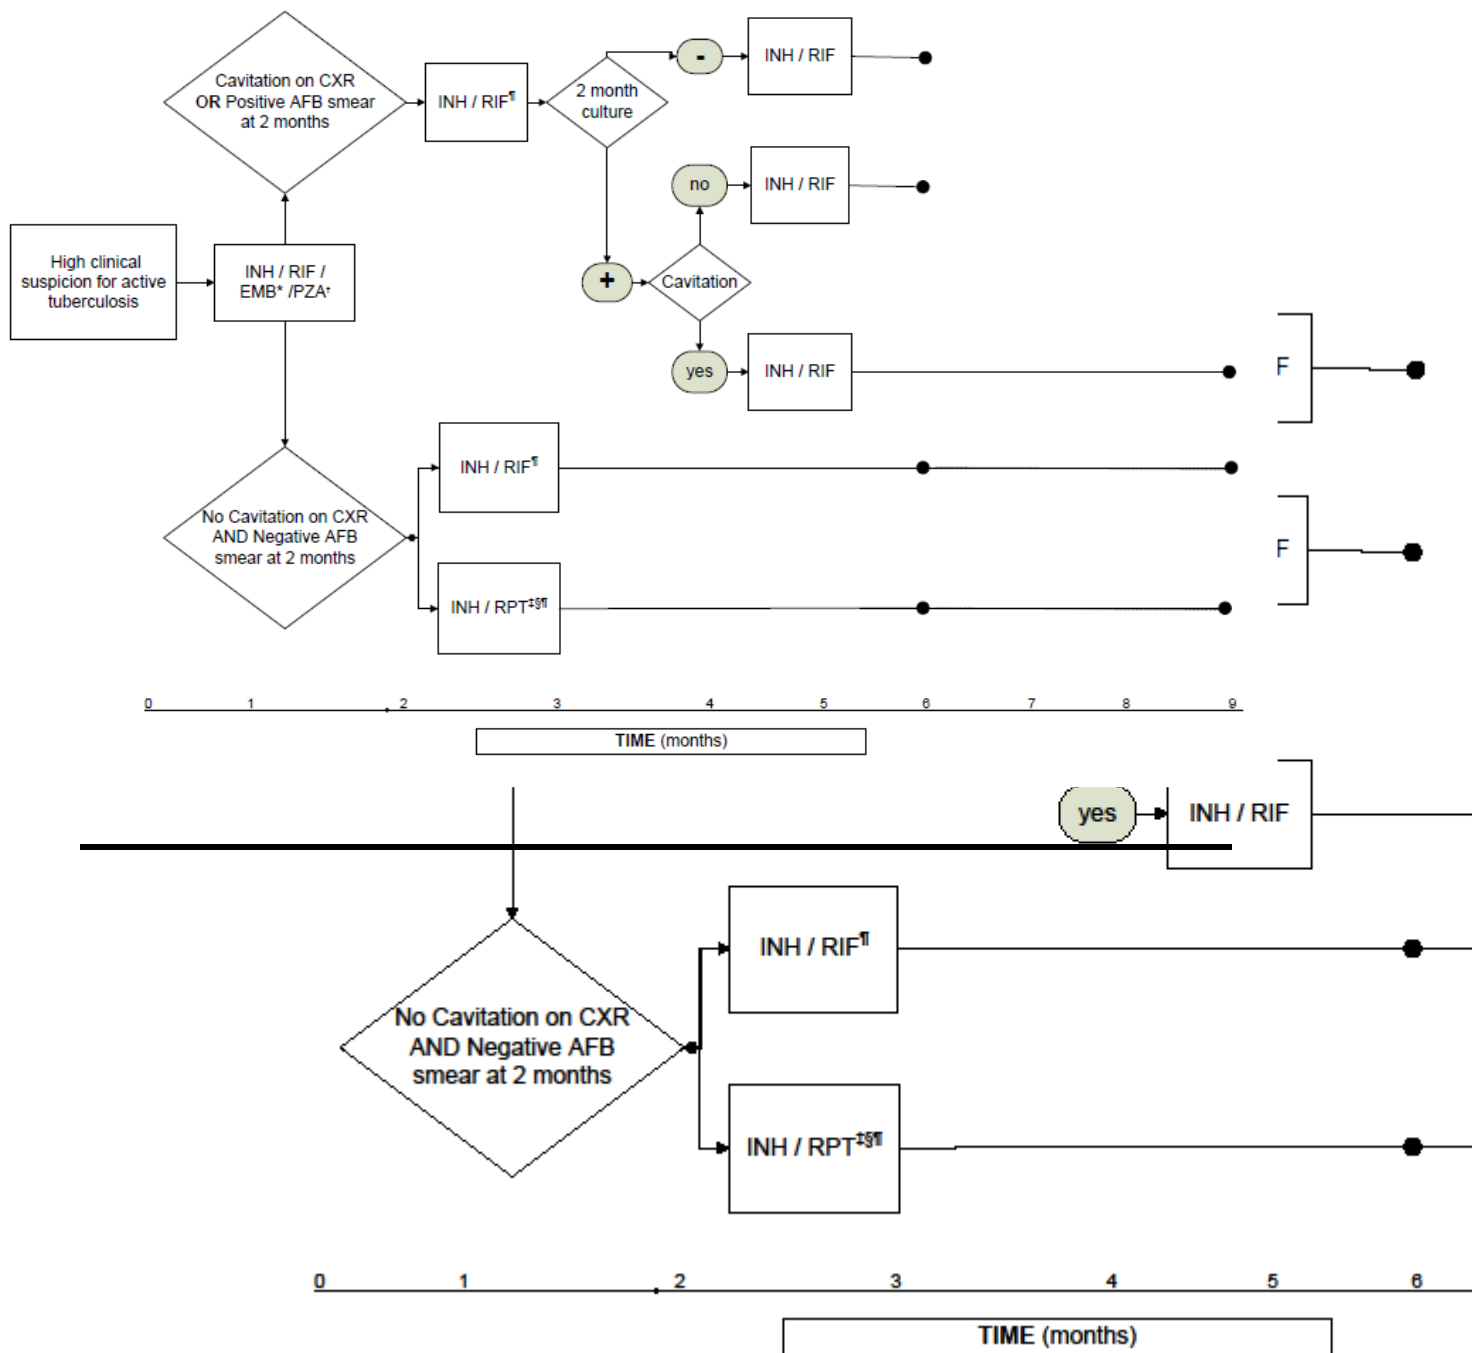 Cavitation on CXR
OR Positive AFB smear
at 2 months
INH / RIF¶
2 month
culture
-
INH / RIF
no
INH / RIF
High clinical
suspicion for active
tuberculosis
INH / RIF /
EMB* /PZA†
+
Cavitation
yes
INH / RIF
F
INH / RIF¶
No Cavitation on CXR
AND Negative AFB
smear at 2 months
F
INH / RPT‡§¶
0 1 2 3 4 5 6 7 8 9
TIME (months)
yes
INH / RIF
INH / RIF¶
No Cavitation on CXR
AND Negative AFB
smear at 2 months
INH / RPT‡§¶
0 1 2 3 4 5 6
TIME (months)